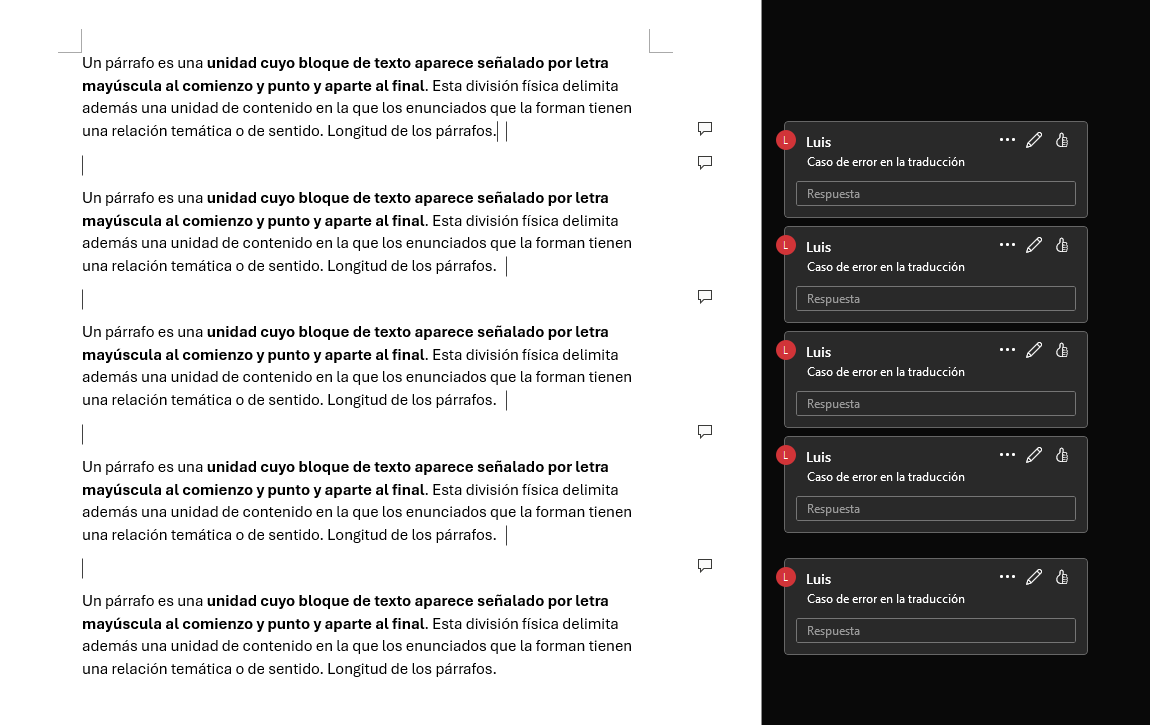 Un párrafo es una unidad cuyo bloque de texto aparece señalado por letra
mayúscula al comienzo y punto y aparte al final. Esta división física delimita
además una unidad de contenido en la que los enunciados que la forman tienen
una relación temática o de sentido. Longitud de los párrafos.
Un párrafo es una unidad cuyo bloque de texto aparece señalado por letra
mayúscula al comienzo y punto y aparte al final. Esta división física delimita
además una unidad de contenido en la que los enunciados que la forman tienen
una relación temática o de sentido. Longitud de los párrafos.
Un párrafo es una unidad cuyo bloque de texto aparece señalado por letra
mayúscula al comienzo y punto y aparte al final. Esta división física delimita
además una unidad de contenido en la que los enunciados que la forman tienen
una relación temática o de sentido. Longitud de los párrafos.
Un párrafo es una unidad cuyo bloque de texto aparece señalado por letra
mayúscula al comienzo y punto y aparte al final. Esta división física delimita
además una unidad de contenido en la que los enunciados que la forman tienen
una relación temática o de sentido. Longitud de los párrafos.
Un párrafo es una unidad cuyo bloque de texto aparece señalado por letra
mayúscula al comienzo y punto y aparte al final. Esta división física delimita
además una unidad de contenido en la que los enunciados que la forman tienen
una relación temática o de sentido. Longitud de los párrafos.
L Luis
Caso de error en la traducción
Respuesta
L Luis
Caso de error en la traducción
Respuesta
L Luis
Caso de error en la traducción
Respuesta
L Luis
Caso de error en la traducción
Respuesta
L Luis
Caso de error en la traducción
Respuesta